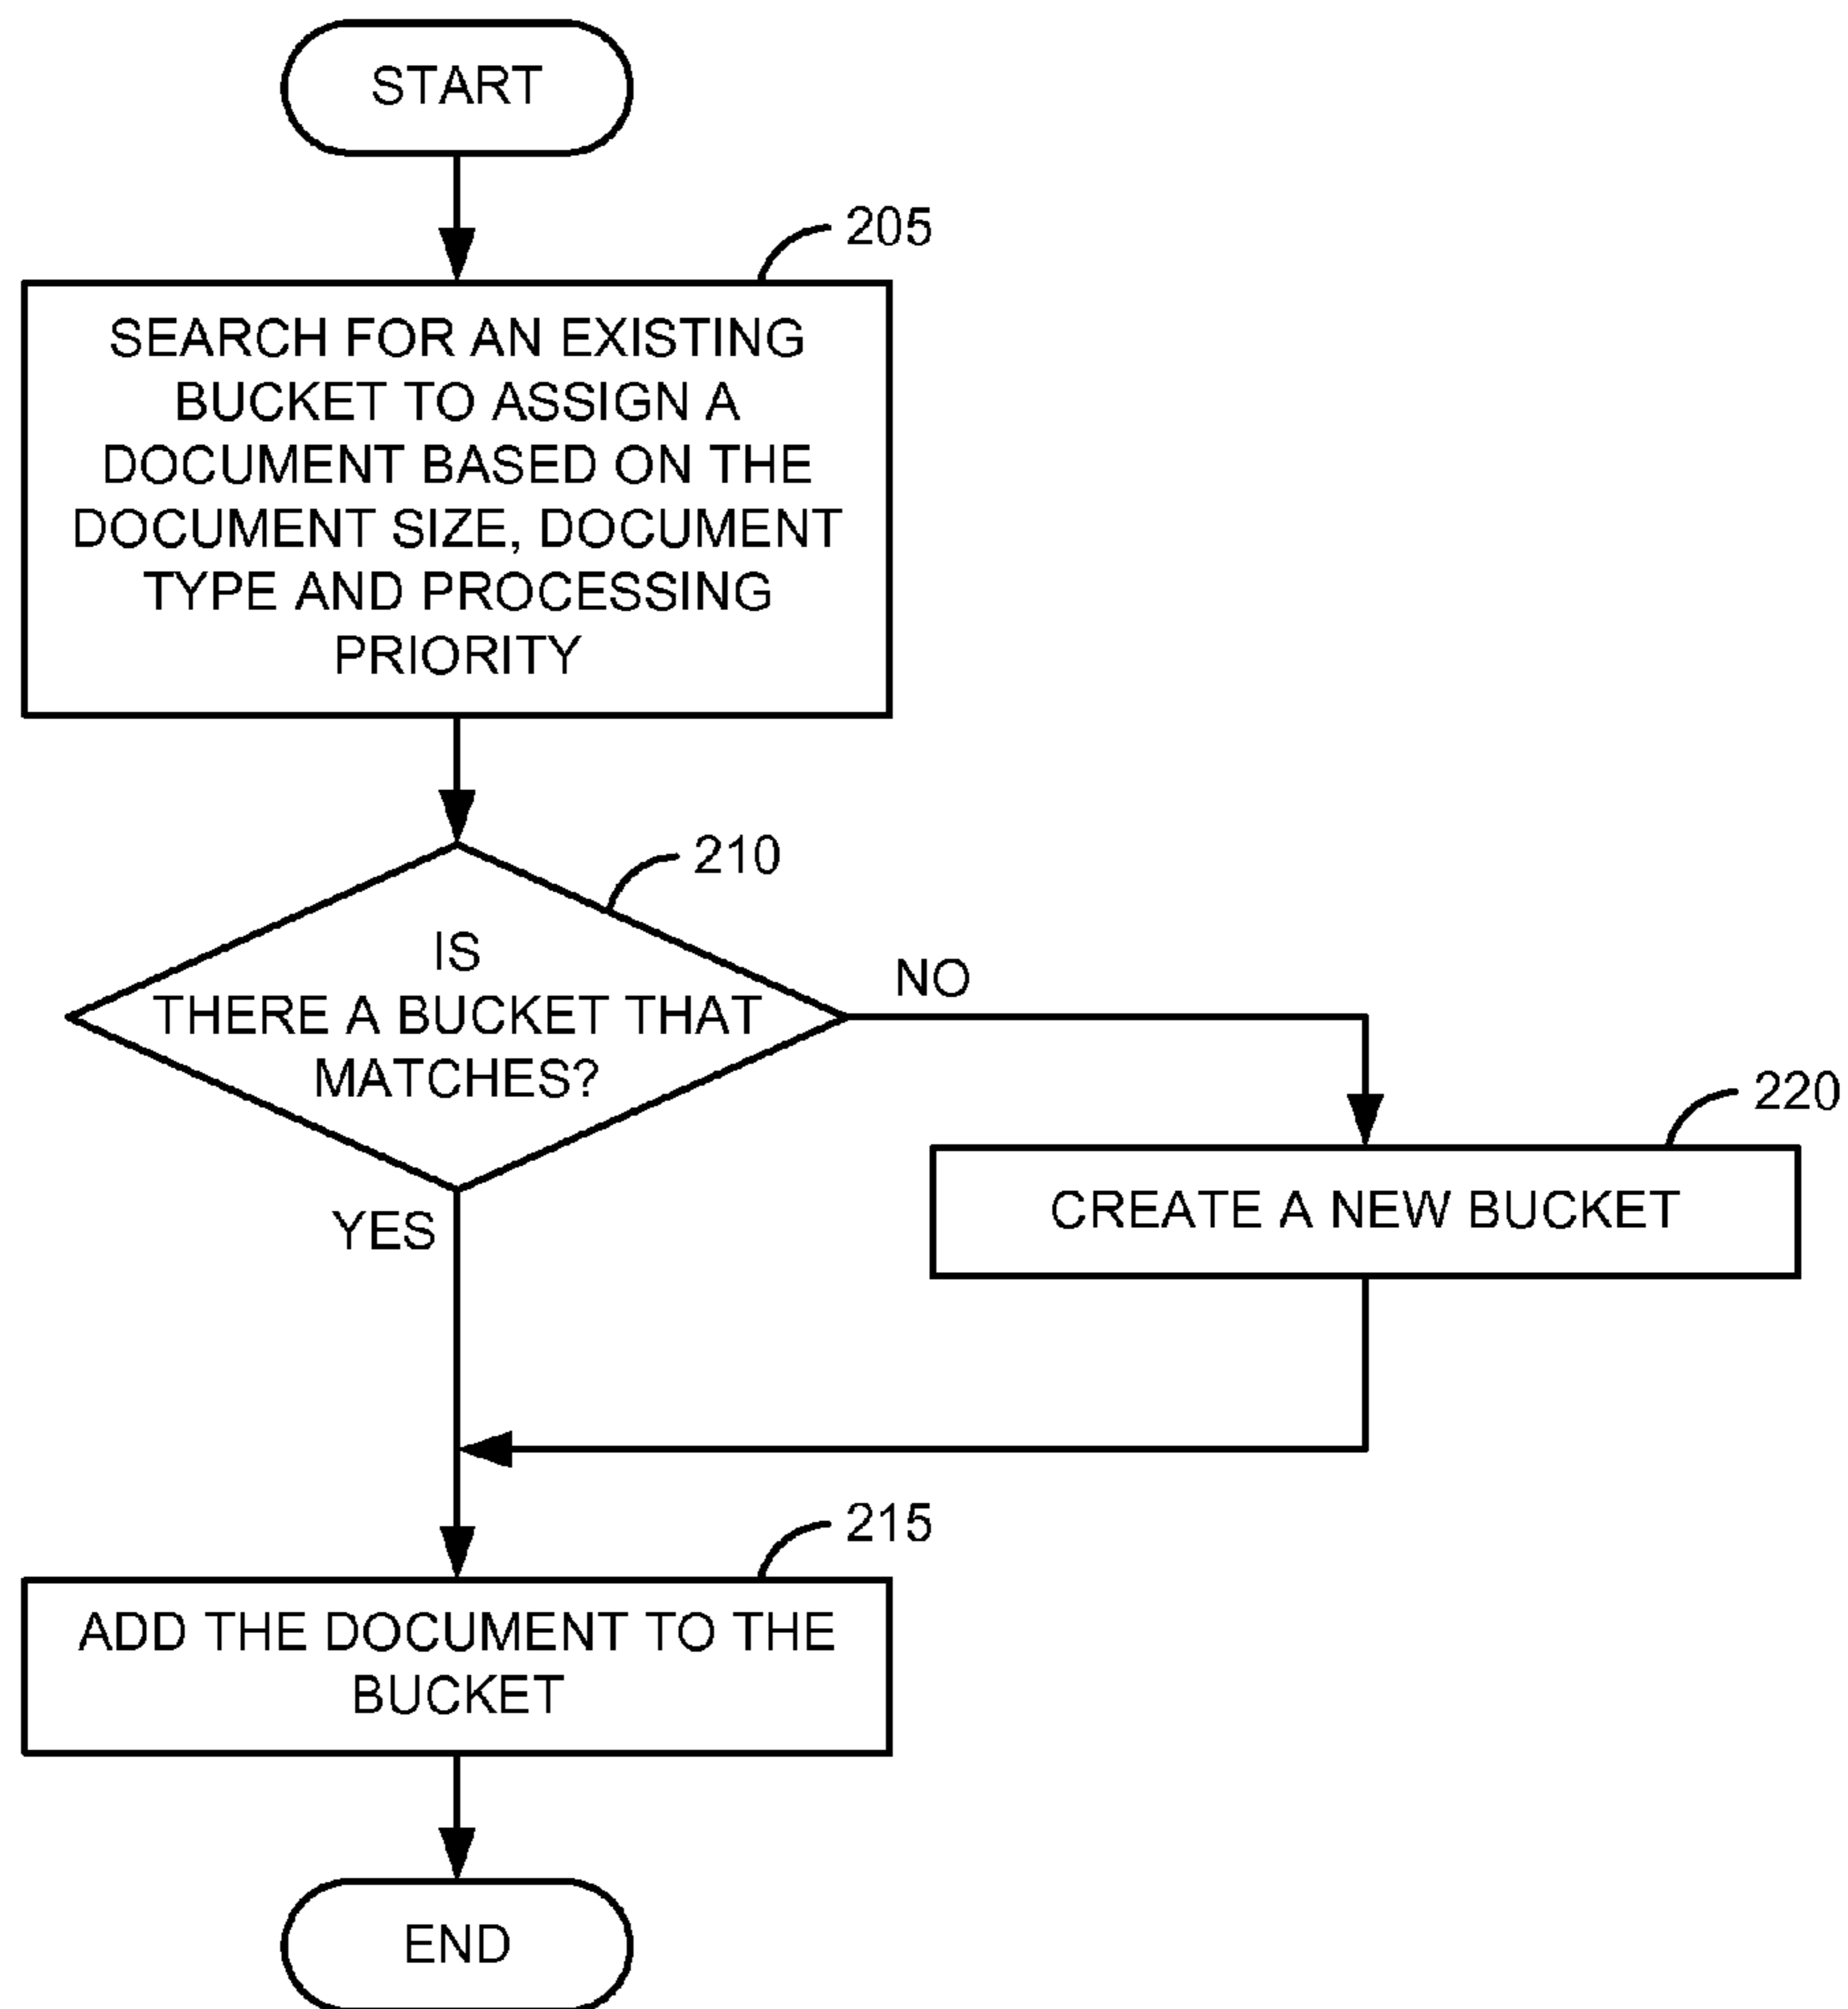 START
205
SEARCH FOR AN EXISTING
BUCKET TO ASSIGN A
DOCUMENT BASED ON THE
DOCUMENT SIZE, DOCUMENT
TYPE AND PROCESSING
PRIORITY
210
IS
THERE A BUCKET THAT
MATCHES?
NO
YES
220
CREATE A NEW BUCKET
215
ADD THE DOCUMENT TO THE
BUCKET
END